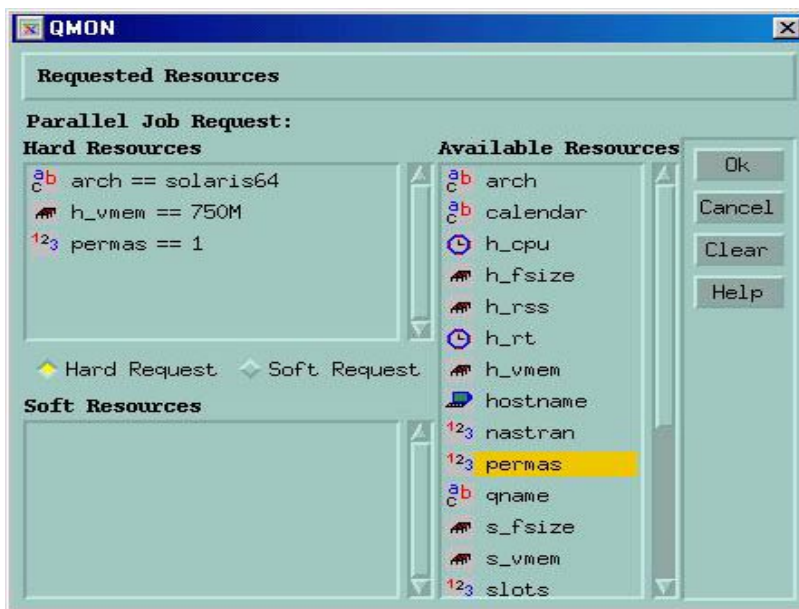 QMON
Requested Resources
Parallel Job Request:
Hard Resources
arch == solaris64
h_vmem == 750M
permas == 1
Hard Request
Soft Request
Soft Resources
Available Resources
arch
calendar
h_cpu
h_fsize
h_rss
h_rt
h_vmem
hostname
nastran
permas
qname
s_fsize
s_vmem
slots
Ok
Cancel
Clear
Help